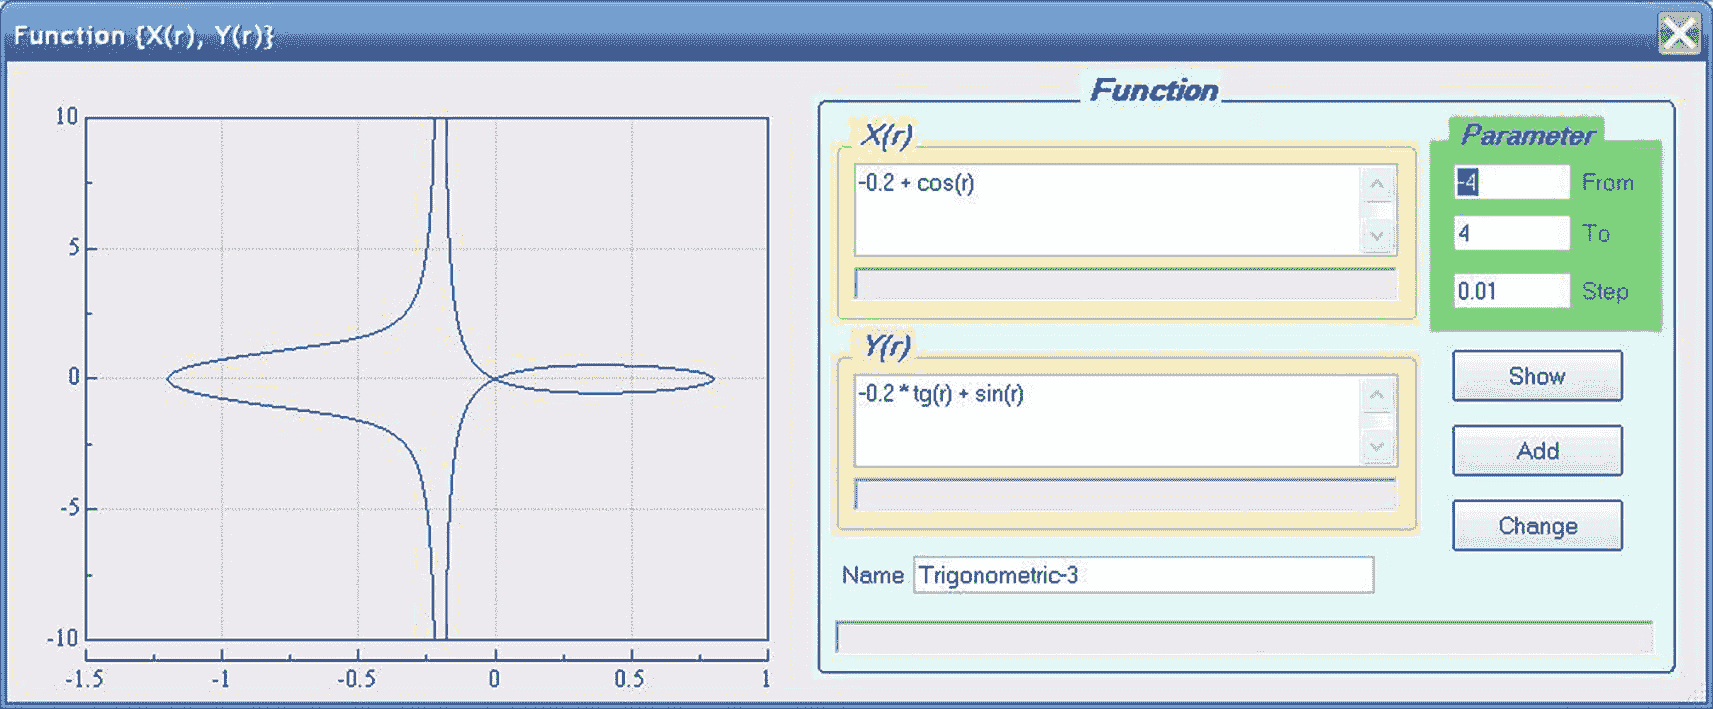 Function {X(r), Y(r)}
10
5
0
-5
-10
-1.5 -1 -0.5 0 0.5 1
Function
X(r)
-0.2 + cos(r)
Y(r)
-0.2 * tg(r) + sin(r)
Name Trigonometric-3
Parameter
-4 From
4 To
0.01 Step
Show
Add
Change